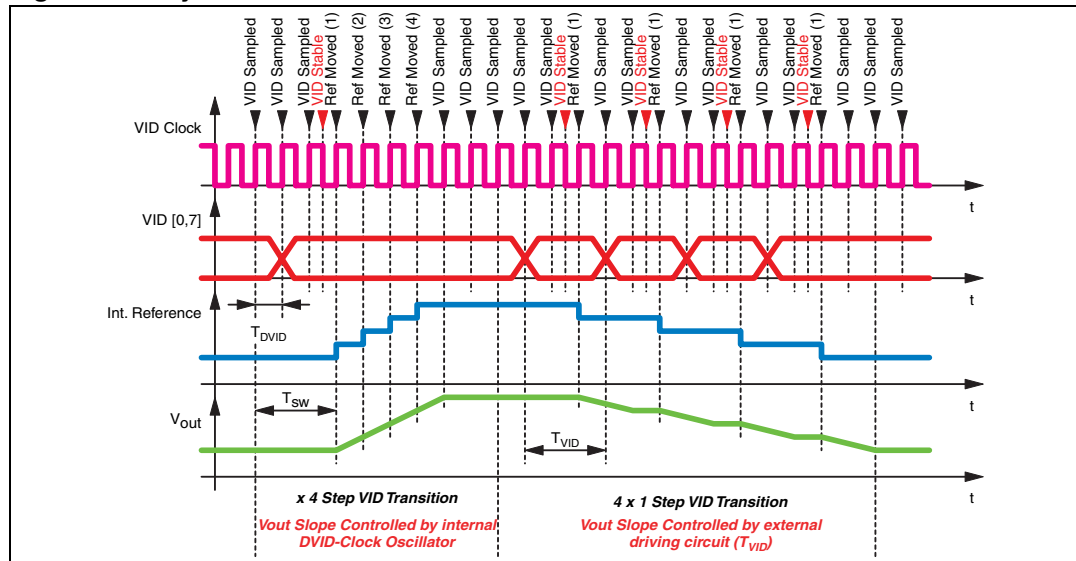 VID Sampled
VID Sampled
VID Sampled
VID Stable
Ref Moved (1)
Ref Moved (2)
Ref Moved (3)
Ref Moved (4)
VID Sampled
VID Sampled
VID Sampled
VID Sampled
VID Sampled
VID Stable
Ref Moved (1)
VID Sampled
VID Sampled
VID Stable
Ref Moved (1)
VID Sampled
VID Sampled
VID Stable
Ref Moved (1)
VID Sampled
VID Sampled
VID Stable
Ref Moved (1)
VID Sampled
VID Sampled
VID Sampled
VID Clock
t
VID [0,7]
t
Int. Reference
TDVID
t
TSW
Vout
TVID
t
x 4 Step VID Transition
4 x 1 Step VID Transition
Vout Slope Controlled by internal
DVID-Clock Oscillator
Vout Slope Controlled by external
driving circuit (TVID)